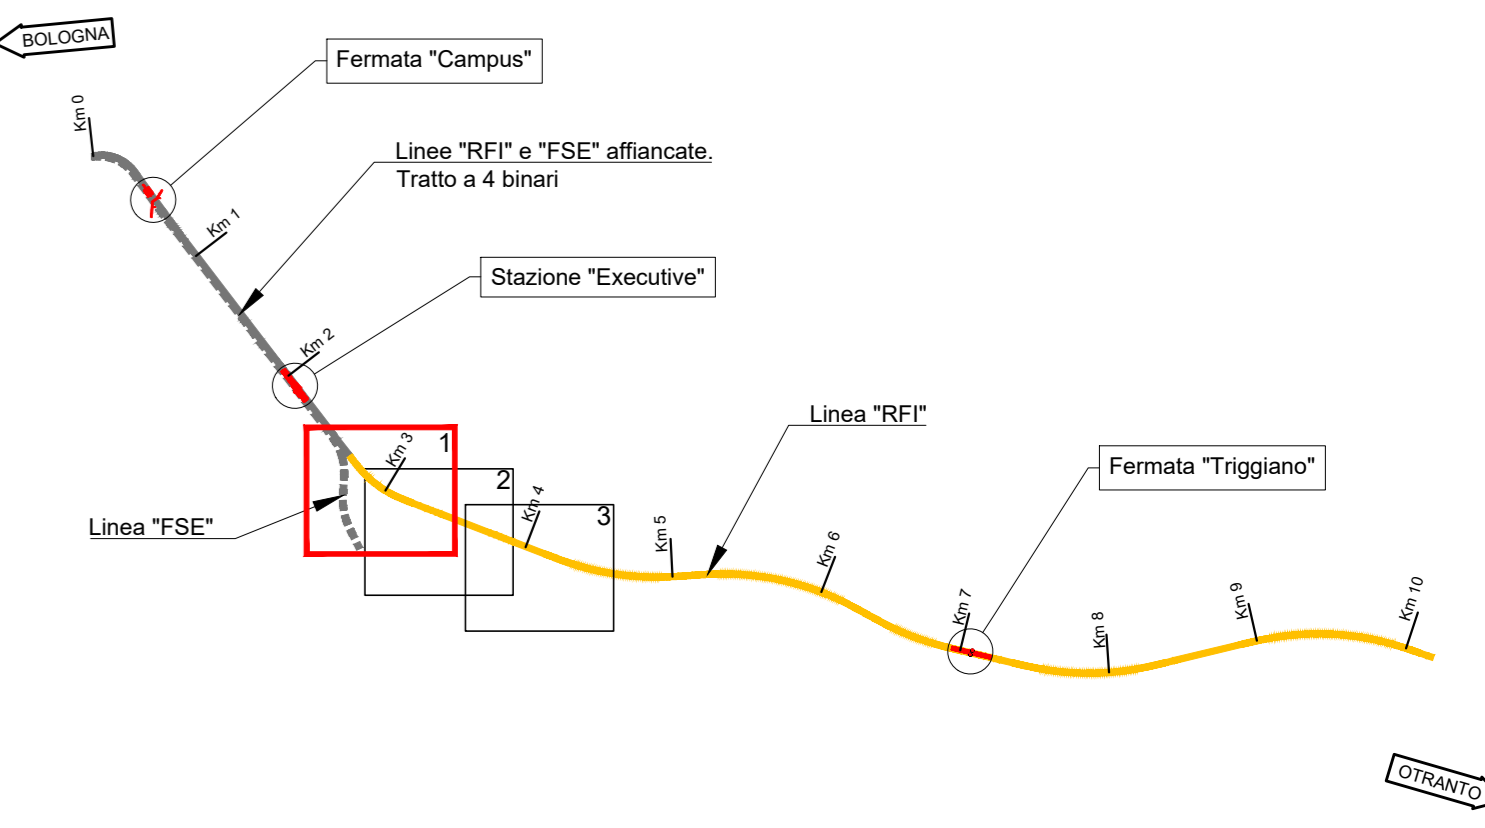 BOLOGNA
Fermata "Campus"
Km 0
Linee "RFI" e "FSE" affiancate.
Tratto a 4 binari
Km 1
Stazione "Executive"
Km 2
Linea "RFI"
1
Km 3
Fermata "Triggiano"
2
Km 4
3
Linea "FSE"
Km 5
Km 6
Km 7
Km 8
Km 9
Km 10
OTRANTO